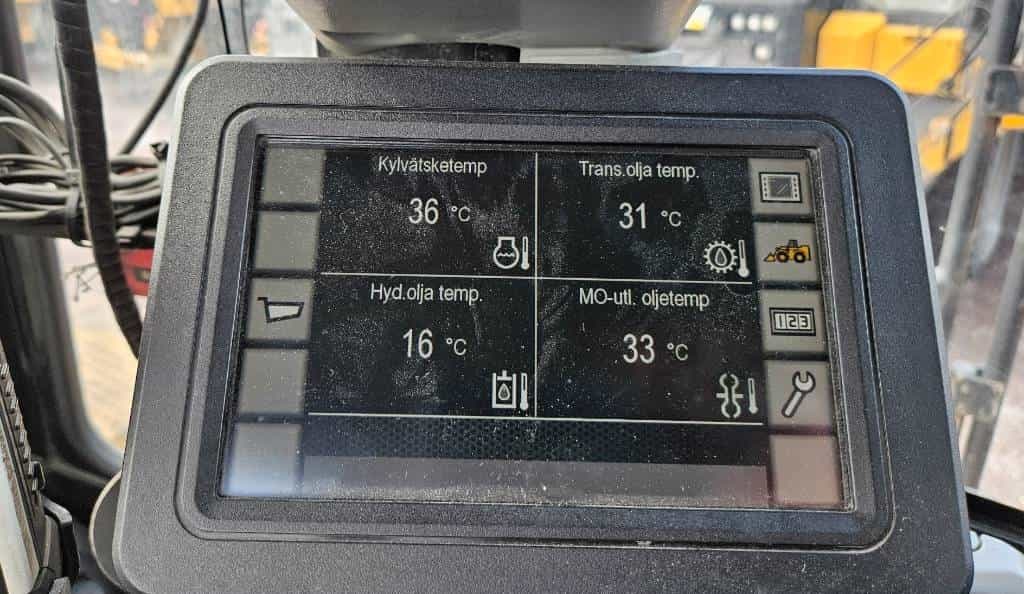 Kylvätsketemp
36 °C
Trans.olja temp.
31 °C
Hyd.olja temp.
16 °C
MO-utl. oljetemp
33 °C
123